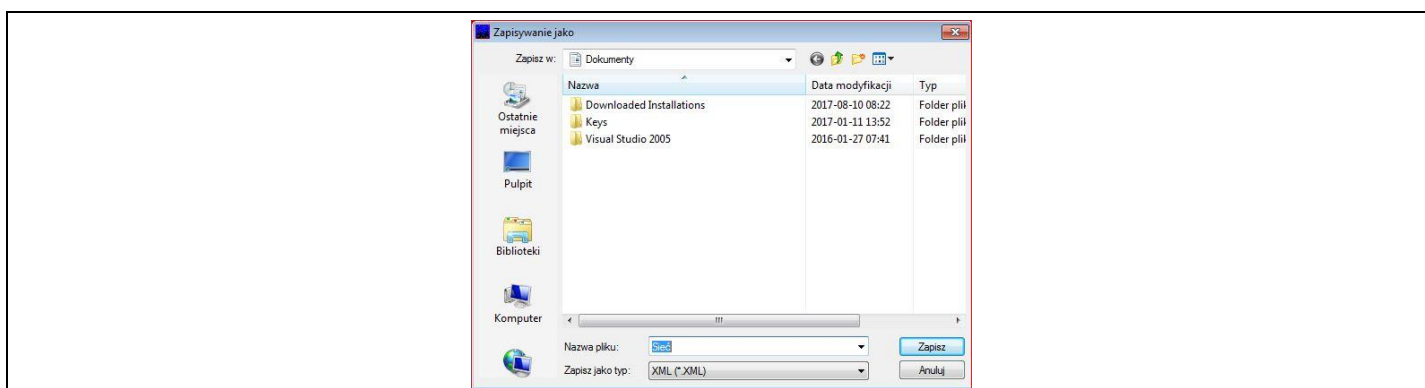 Zapisywanie jako
Zapisz w: Dokumenty
Nazwa Data modyfikacji Typ
Downloaded Installations 2017-08-10 08:22 Folder plik
Keys 2017-01-11 13:52 Folder plik
Visual Studio 2005 2016-01-27 07:41 Folder plik
Ostatnie
miejsca
Pulpit
Biblioteki
Komputer
Nazwa pliku: Sieć Zapisz
Zapisz jako typ: XML (*.XML) Anuluj